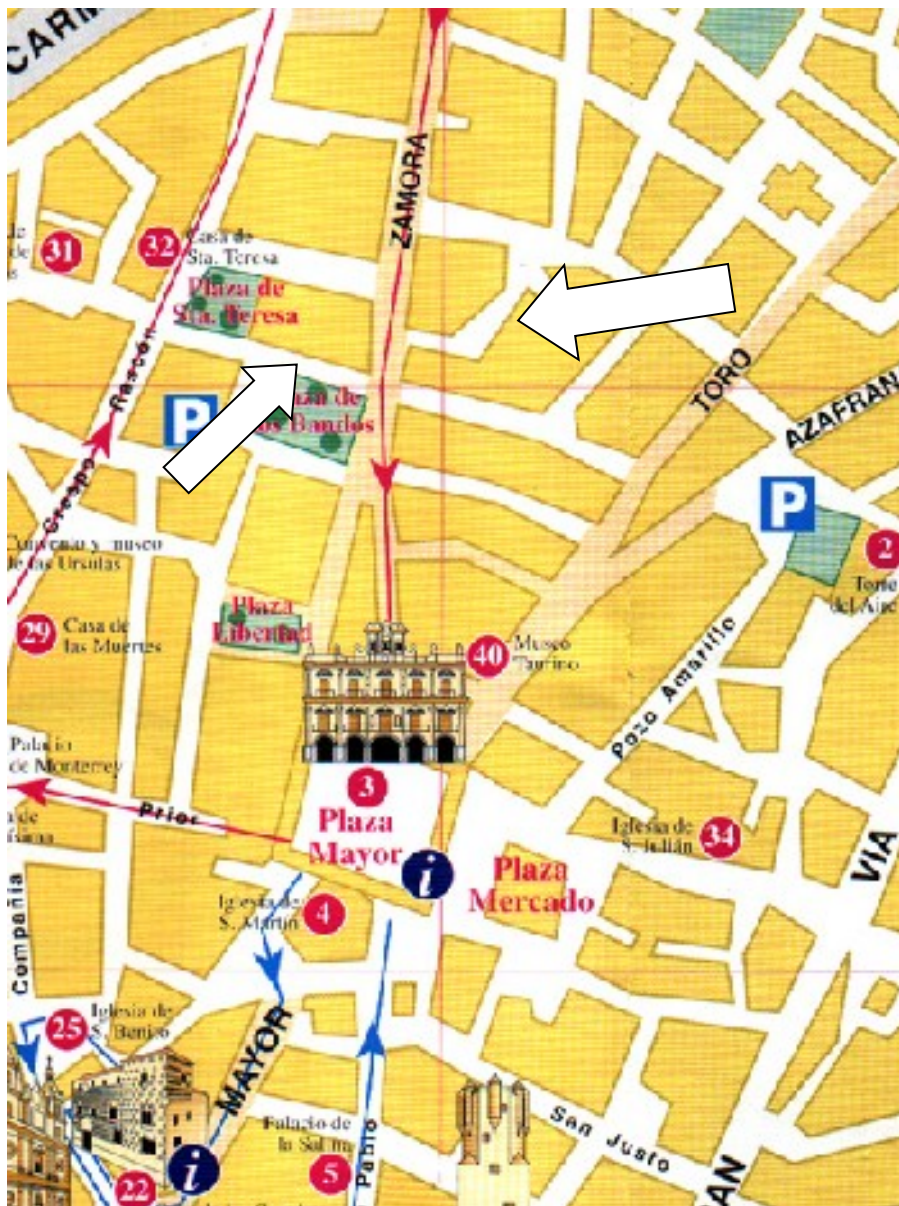 CARM
ZAMORA
31
32
Casa de
Sta. Teresa
Plaza de
Sta. Teresa
Rascón
TORO
AZAFRAN
P
Bandos
Crespo
P
museo
de las Ursulas
2
Torre
del Aire
29
Casa de
las Muertes
Plaza
Libertad
40
Museo
Taurino
Pozo Amarillo
Palacio
de Monterrey
3
Plaza
Mayor
Prior
Iglesia de
S. Julián
34
VIA
i
Plaza
Mercado
Iglesia de
S. Martín
4
Compañía
25
Iglesia de
S. Benito
MAYOR
Palacio de
la Salina
5
Pablo
San Justo
22
i